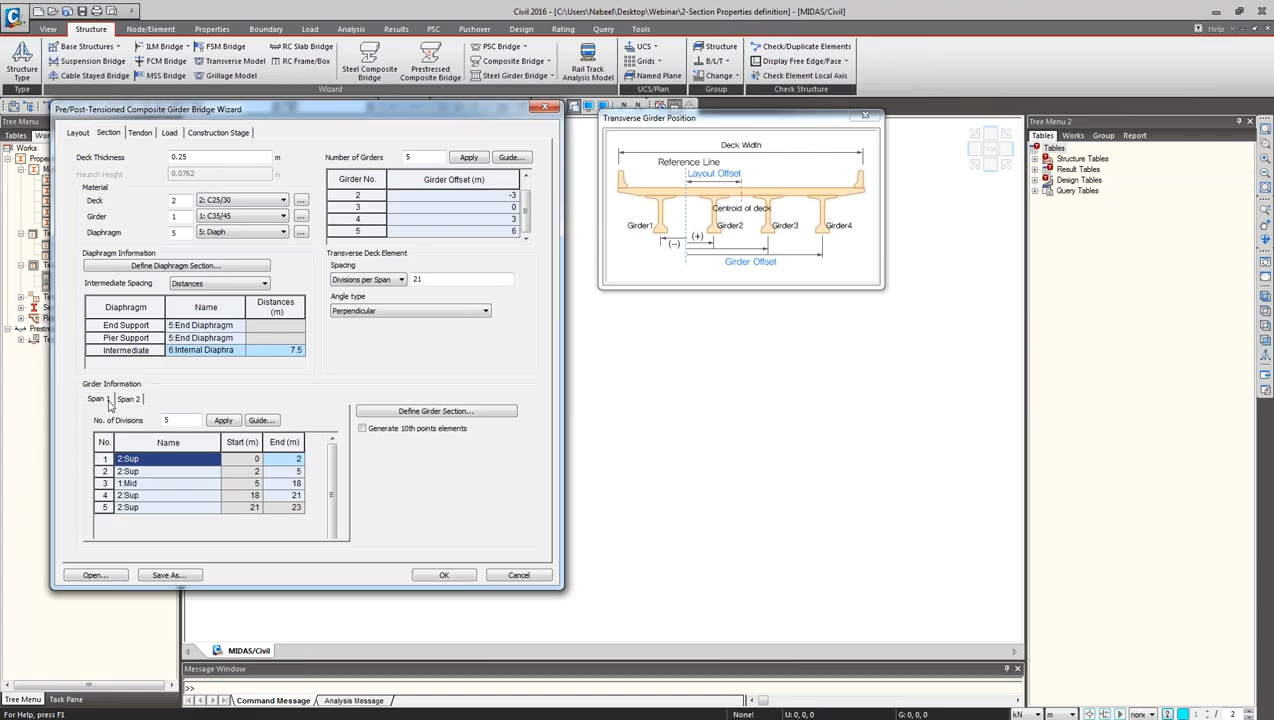 Civil 2016 - [C:\Users\Nabeel\Desktop\Webinar\2-Section Properties definition] - [MIDAS/Civil]
View Structure Node/Element Properties Boundary Load Analysis Results PSC Pushover Design Rating Query Tools
Help
Base Structures ILM Bridge FSM Bridge RC Slab Bridge PSC Bridge UCS Structure Check/Duplicate Elements
Suspension Bridge FCM Bridge Transverse Model RC Frame/Box Composite Bridge Grids B/L/T Display Free Edge/Face
Cable Stayed Bridge MSS Bridge Grillage Model Steel Girder Bridge Named Plane Change Check Element Local Axis
Structure Type
Steel Composite Bridge
Prestressed Composite Bridge
Rail Track Analysis Model
Type Wizard UCS/Plan Group Check Structure
Tree Menu
Tables
Works
Pre/Post-Tensioned Composite Girder Bridge Wizard
Layout Section Tendon Load Construction Stage
Deck Thickness 0.25 m
Haunch Height 0.0762 m
Material
Deck 2 2: C25/30 ...
Girder 1 1: C35/45 ...
Diaphragm 5 5: Diaph ...
Diaphragm Information
Define Diaphragm Section...
Intermediate Spacing Distances
Diaphragm Name Distances (m)
End Support 5:End Diaphragm
Pier Support 5:End Diaphragm
Intermediate 6:Internal Diaphra 7.5
Number of Girders 5 Apply Guide...
Girder No. Girder Offset (m)
2 -3
3 0
4 3
5 6
Transverse Deck Element
Spacing
Divisions per Span 21
Angle type
Perpendicular
Girder Information
Span 1 Span 2
No. of Divisions 5 Apply Guide...
No. Name Start (m) End (m)
1 2:Sup 0 2
2 2:Sup 2 5
3 1:Mid 5 18
4 2:Sup 18 21
5 2:Sup 21 23
Define Girder Section...
Generate 10th points elements
Open... Save As... OK Cancel
Transverse Girder Position
Deck Width
Reference Line
Layout Offset
Centroid of deck
Girder1 Girder2 Girder3 Girder4
(−) (+)
Girder Offset
TOP
Tree Menu 2
Tables Works Group Report
Tables
Structure Tables
Result Tables
Design Tables
Query Tables
MIDAS/Civil
Message Window
>>
Command Message Analysis Message
Tree Menu Task Pane
For Help, press F1
None! U: 0, 0, 0 G: 0, 0, 0 kN m none 1 / 2